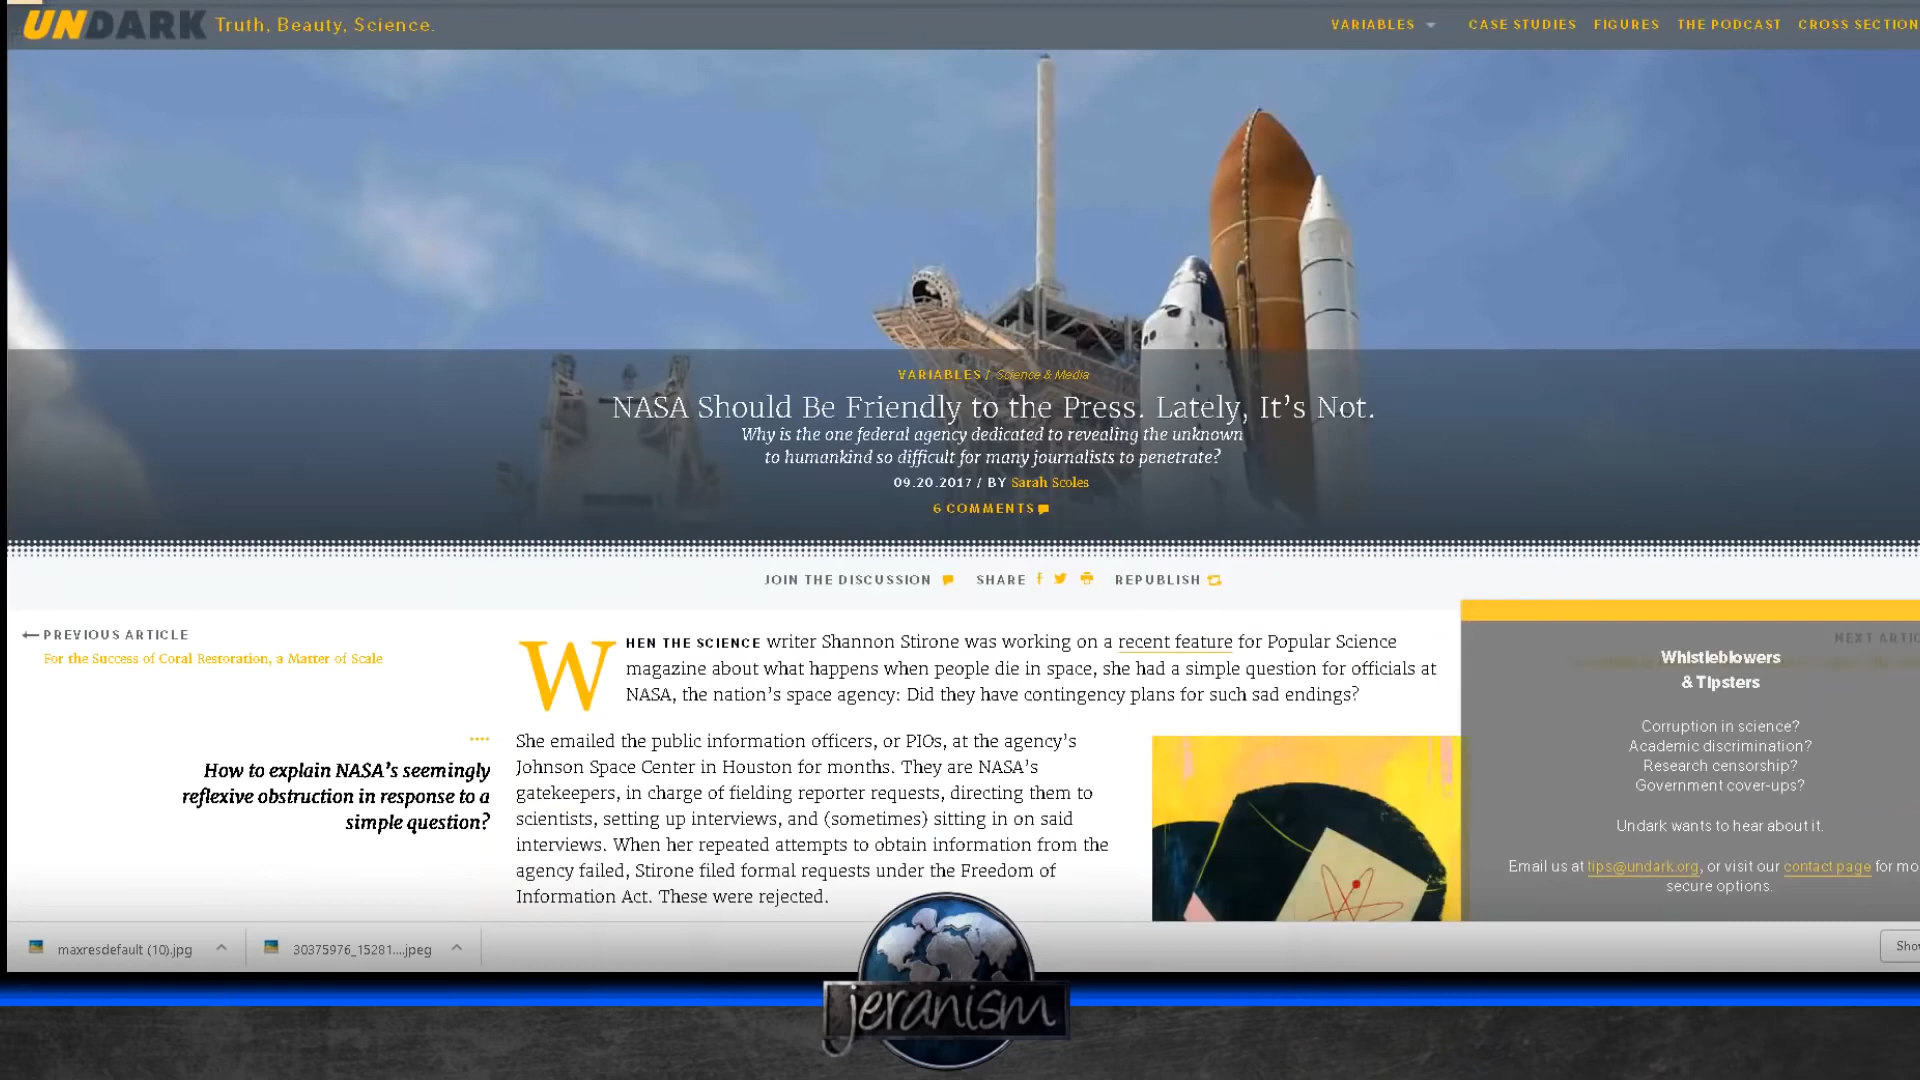 UNDARK Truth, Beauty, Science.
VARIABLES CASE STUDIES FIGURES THE PODCAST CROSS SECTION
VARIABLES / Science & Media
NASA Should Be Friendly to the Press. Lately, It's Not.
Why is the one federal agency dedicated to revealing the unknown
to humankind so difficult for many journalists to penetrate?
09.20.2017 / BY Sarah Scoles
6 COMMENTS
JOIN THE DISCUSSION SHARE REPUBLISH
PREVIOUS ARTICLE
For the Success of Coral Restoration, a Matter of Scale
How to explain NASA's seemingly
reflexive obstruction in response to a
simple question?
WHEN THE SCIENCE writer Shannon Stirone was working on a recent feature for Popular Science
magazine about what happens when people die in space, she had a simple question for officials at
NASA, the nation's space agency: Did they have contingency plans for such sad endings?
She emailed the public information officers, or PIOs, at the agency's
Johnson Space Center in Houston for months. They are NASA's
gatekeepers, in charge of fielding reporter requests, directing them to
scientists, setting up interviews, and (sometimes) sitting in on said
interviews. When her repeated attempts to obtain information from the
agency failed, Stirone filed formal requests under the Freedom of
Information Act. These were rejected.
NEXT ARTIC
Whistleblowers
& Tipsters
Corruption in science?
Academic discrimination?
Research censorship?
Government cover-ups?
Undark wants to hear about it.
Email us at tips@undark.org, or visit our contact page for mo
secure options.
maxresdefault (10).jpg
30375976_15281....jpeg
Sho
jeranism